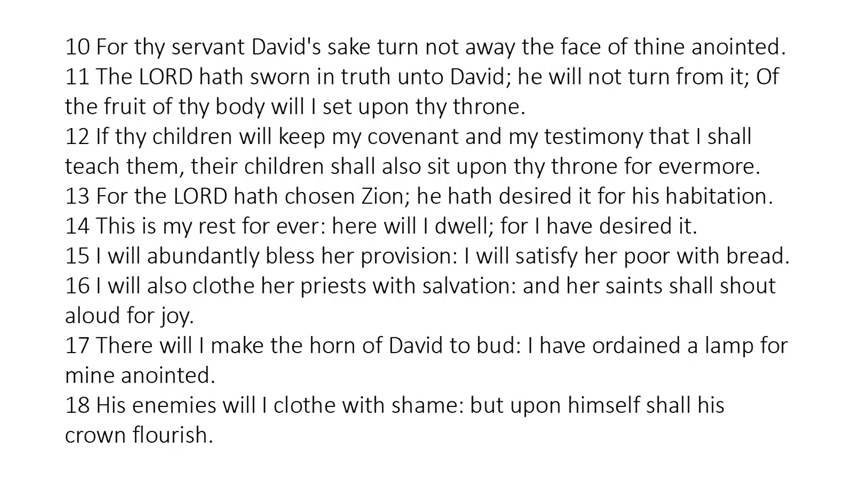 10 For thy servant David's sake turn not away the face of thine anointed.
11 The LORD hath sworn in truth unto David; he will not turn from it; Of
the fruit of thy body will I set upon thy throne.
12 If thy children will keep my covenant and my testimony that I shall
teach them, their children shall also sit upon thy throne for evermore.
13 For the LORD hath chosen Zion; he hath desired it for his habitation.
14 This is my rest for ever: here will I dwell; for I have desired it.
15 I will abundantly bless her provision: I will satisfy her poor with bread.
16 I will also clothe her priests with salvation: and her saints shall shout
aloud for joy.
17 There will I make the horn of David to bud: I have ordained a lamp for
mine anointed.
18 His enemies will I clothe with shame: but upon himself shall his
crown flourish.